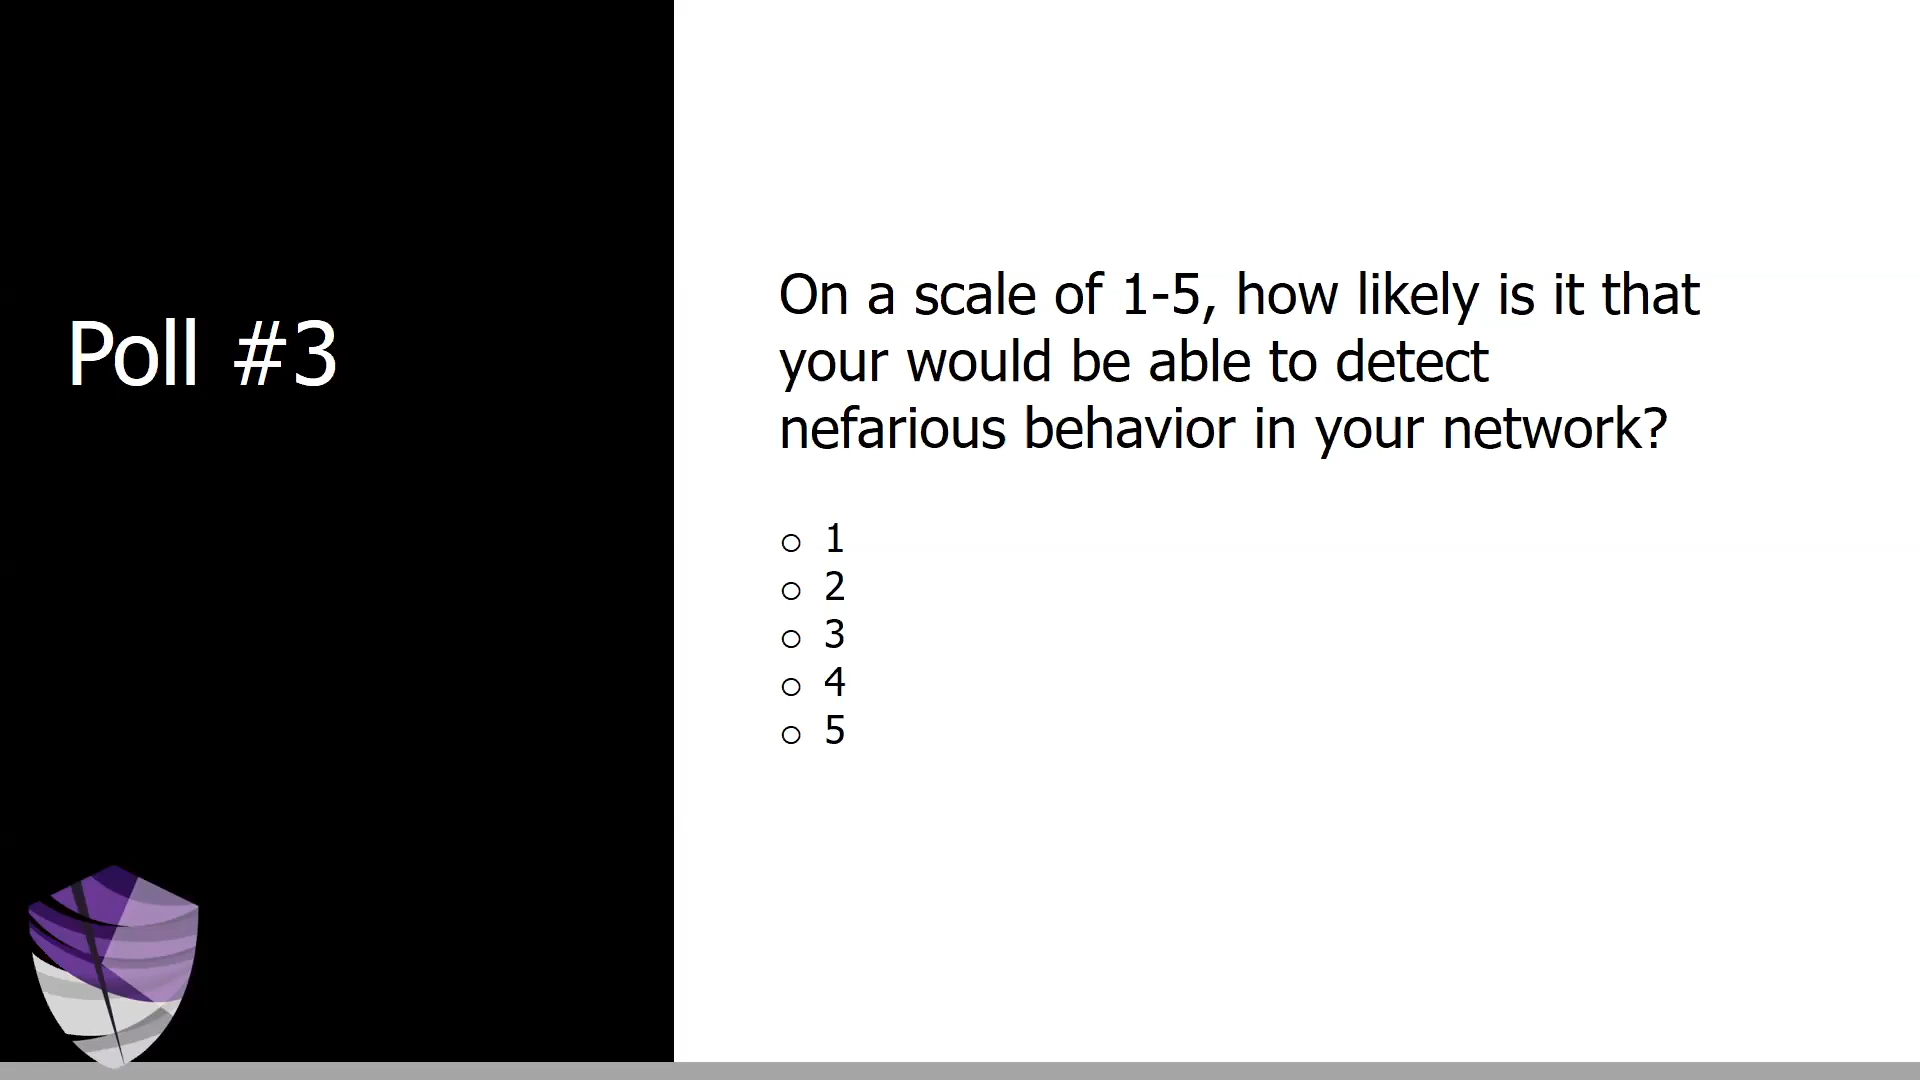 Poll #3
On a scale of 1-5, how likely is it that
your would be able to detect
nefarious behavior in your network?
○ 1
○ 2
○ 3
○ 4
○ 5